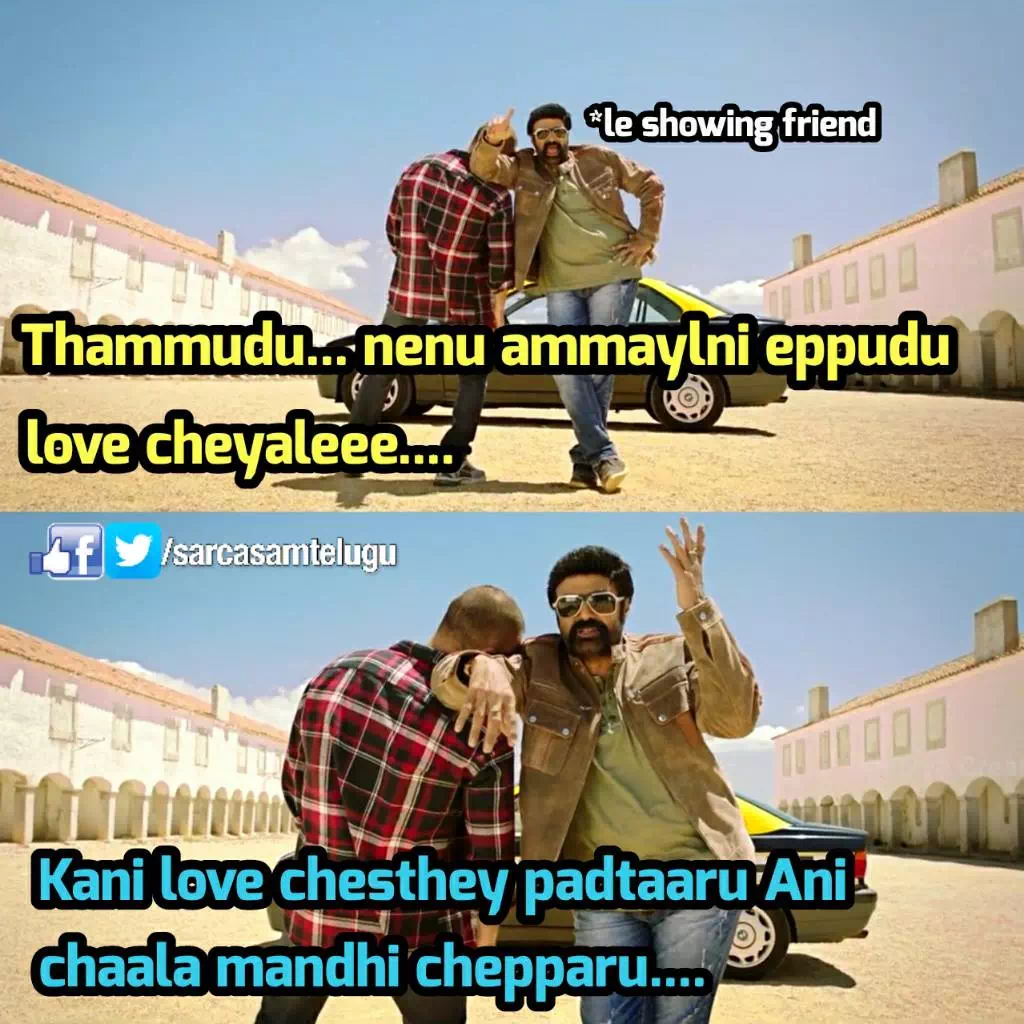 *le showing friend
Thammudu... nenu ammaylni eppudu
love cheyaleee....
f /sarcasamtelugu
Kani love chesthey padtaaru Ani
chaala mandhi chepparu....